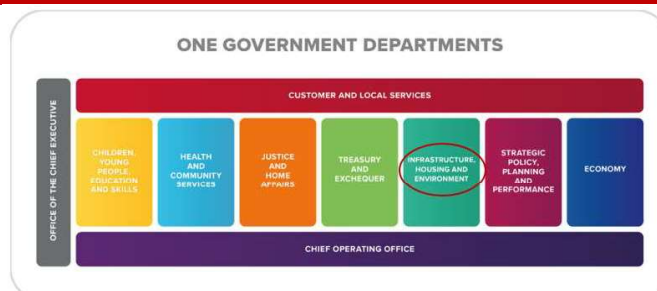 ONE GOVERNMENT DEPARTMENTS
OFFICE OF THE CHIEF EXECUTIVE
CUSTOMER AND LOCAL SERVICES
CHILDREN,
YOUNG
PEOPLE,
EDUCATION
AND SKILLS
HEALTH
AND
COMMUNITY
SERVICES
JUSTICE
AND
HOME
AFFAIRS
TREASURY
AND
EXCHEQUER
INFRASTRUCTURE,
HOUSING AND
ENVIRONMENT
STRATEGIC
POLICY,
PLANNING
AND
PERFORMANCE
ECONOMY
CHIEF OPERATING OFFICE